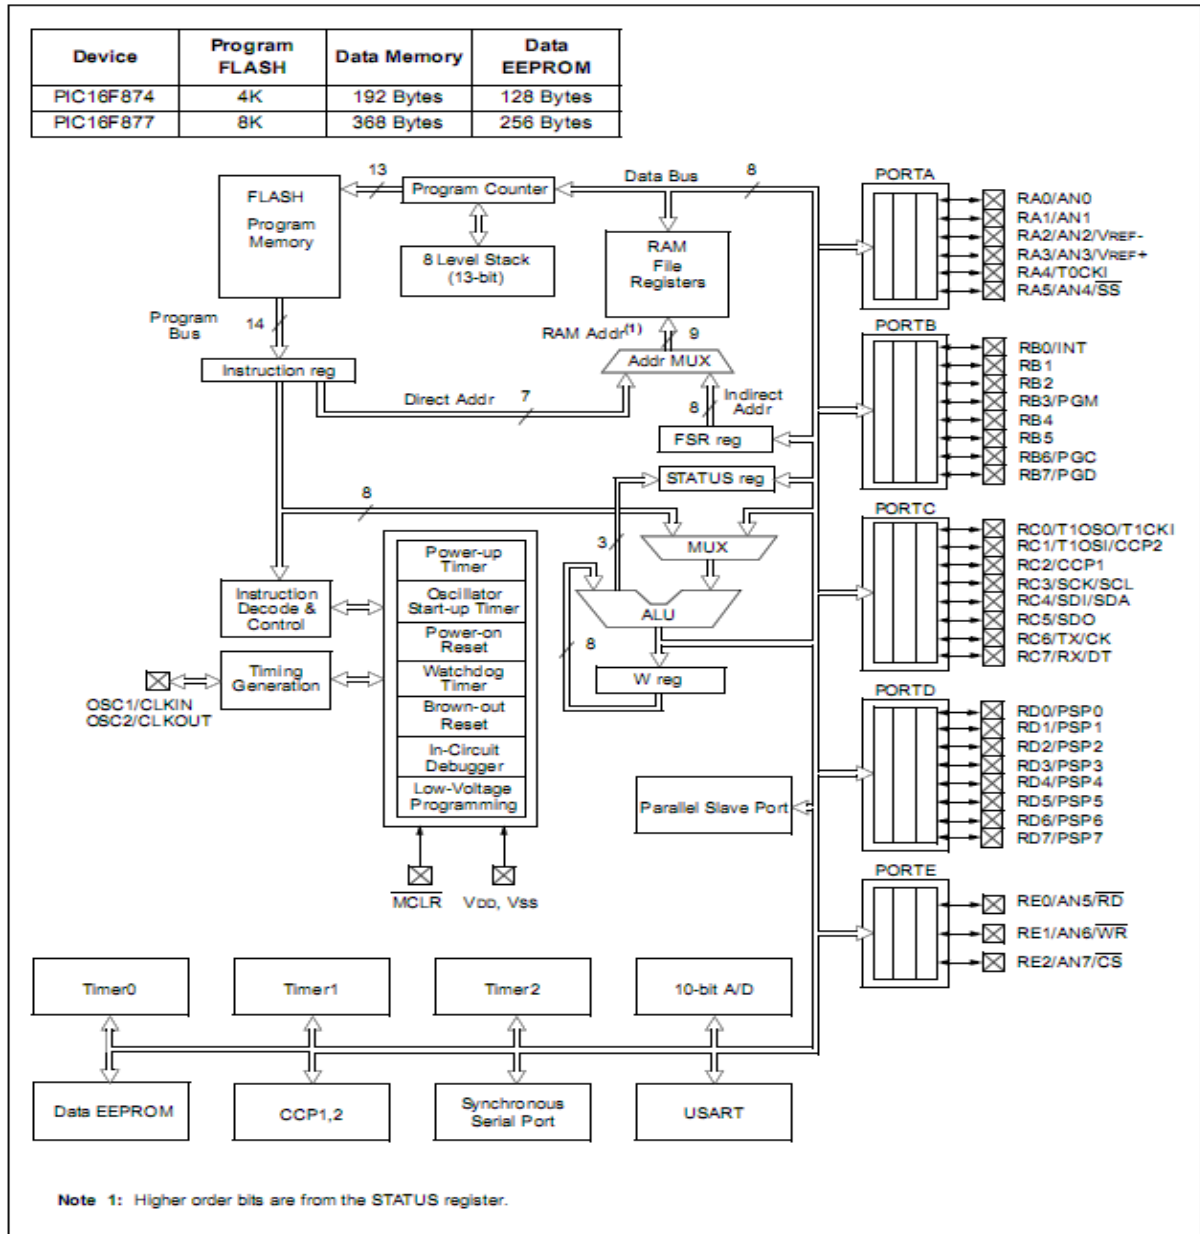 Device Program FLASH Data Memory Data EEPROM
PIC16F874 4K 192 Bytes 128 Bytes
PIC16F877 8K 368 Bytes 256 Bytes
FLASH
Program
Memory
13
Program Counter
Data Bus
8
8 Level Stack
(13-bit)
RAM
File
Registers
Program
Bus
14
RAM Addr(1)
9
Addr MUX
Instruction reg
Direct Addr
7
Indirect
Addr
8
FSR reg
STATUS reg
8
3
MUX
ALU
8
W reg
Instruction
Decode &
Control
Timing
Generation
OSC1/CLKIN
OSC2/CLKOUT
Power-up
Timer
Oscillator
Start-up Timer
Power-on
Reset
Watchdog
Timer
Brown-out
Reset
In-Circuit
Debugger
Low-Voltage
Programming
MCLR
VDD, VSS
Parallel Slave Port
PORTA
RA0/AN0
RA1/AN1
RA2/AN2/VREF-
RA3/AN3/VREF+
RA4/T0CKI
RA5/AN4/SS
PORTB
RB0/INT
RB1
RB2
RB3/PGM
RB4
RB5
RB6/PGC
RB7/PGD
PORTC
RC0/T1OSO/T1CKI
RC1/T1OSI/CCP2
RC2/CCP1
RC3/SCK/SCL
RC4/SDI/SDA
RC5/SDO
RC6/TX/CK
RC7/RX/DT
PORTD
RD0/PSP0
RD1/PSP1
RD2/PSP2
RD3/PSP3
RD4/PSP4
RD5/PSP5
RD6/PSP6
RD7/PSP7
PORTE
RE0/AN5/RD
RE1/AN6/WR
RE2/AN7/CS
Timer0
Timer1
Timer2
10-bit A/D
Data EEPROM
CCP1,2
Synchronous
Serial Port
USART
Note 1: Higher order bits are from the STATUS register.